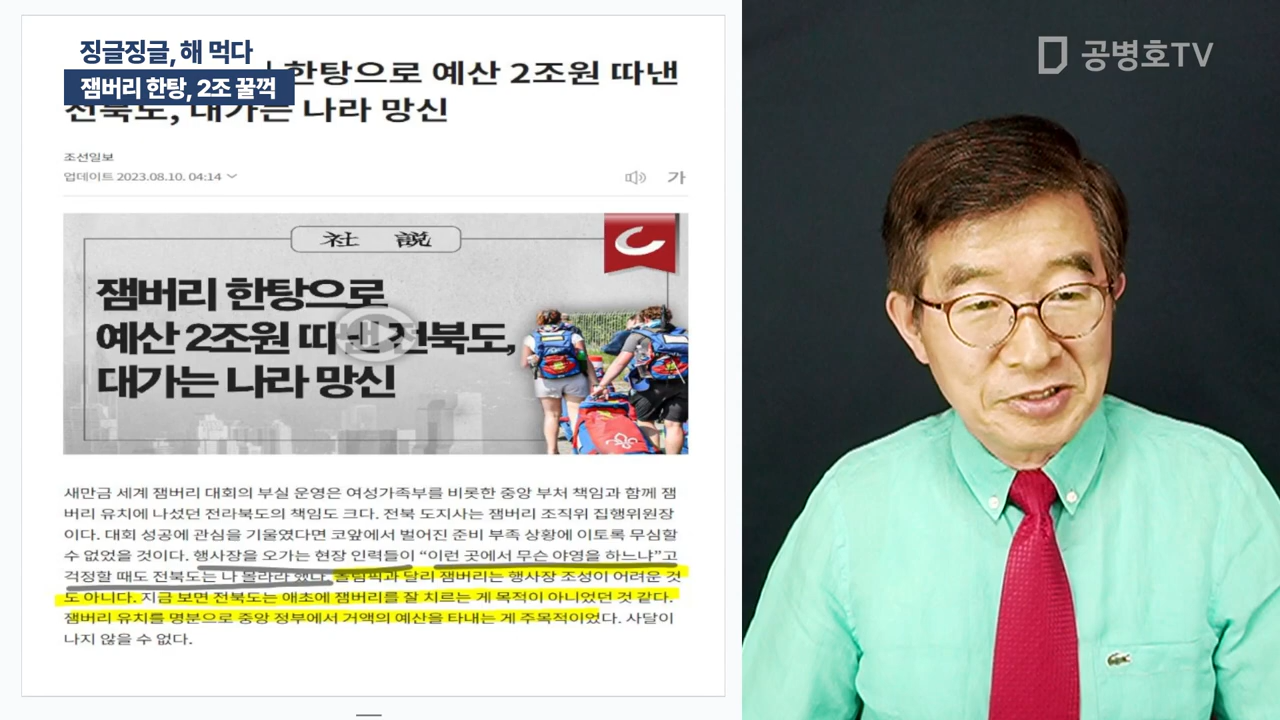 징글징글, 해 먹다
잼버리 한탕, 2조 꿀꺽
한탕으로 예산 2조원 따낸
전북도, 대가는 나라 망신
조선일보
업데이트 2023.08.10. 04:14
가
社 説
잼버리 한탕으로
예산 2조원 따낸 전북도,
대가는 나라 망신
새만금 세계 잼버리 대회의 부실 운영은 여성가족부를 비롯한 중앙 부처 책임과 함께 잼
버리 유치에 나섰던 전라북도의 책임도 크다. 전북 도지사는 잼버리 조직위 집행위원장
이다. 대회 성공에 관심을 기울였다면 코앞에서 벌어진 준비 부족 상황에 이토록 무심할
수 없었을 것이다. 행사장을 오가는 현장 인력들이 “이런 곳에서 무슨 야영을 하느냐”고
걱정할 때도 전북도는 나 몰라라 했다. 올림픽과 달리 잼버리는 행사장 조성이 어려운 것
도 아니다. 지금 보면 전북도는 애초에 잼버리를 잘 치르는 게 목적이 아니었던 것 같다.
잼버리 유치를 명분으로 중앙 정부에서 거액의 예산을 타내는 게 주목적이었다. 사달이
나지 않을 수 없다.
공병호TV